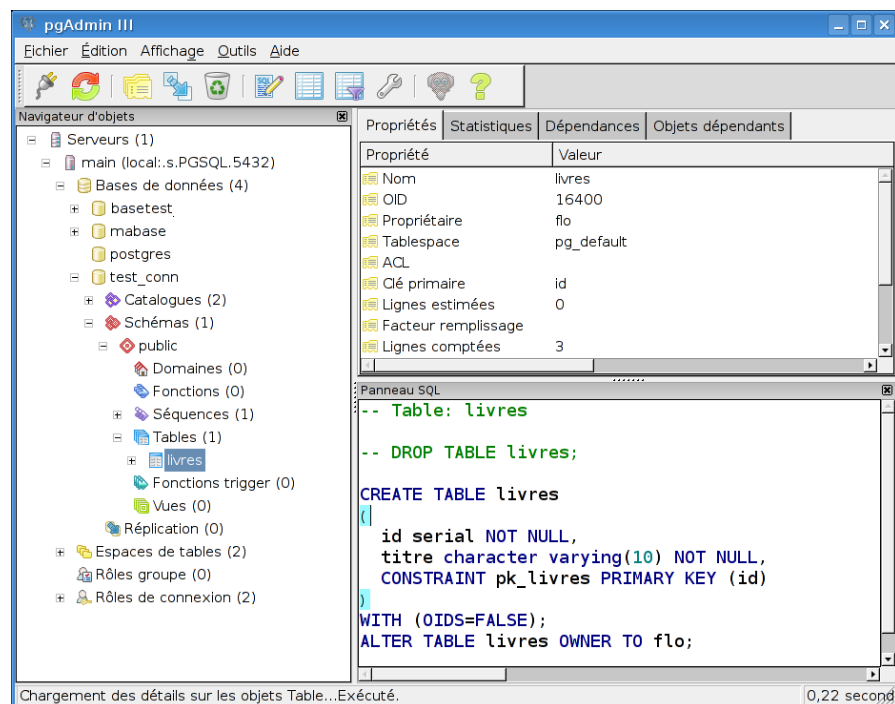 pgAdmin III
Fichier Édition Affichage Outils Aide
SQL
Navigateur d'objets
Serveurs (1)
main (local:.s.PGSQL.5432)
Bases de données (4)
basetest
mabase
postgres
test_conn
Catalogues (2)
Schémas (1)
public
Domaines (0)
Fonctions (0)
Séquences (1)
Tables (1)
livres
Fonctions trigger (0)
Vues (0)
Réplication (0)
Espaces de tables (2)
Rôles groupe (0)
Rôles de connexion (2)
Propriétés Statistiques Dépendances Objets dépendants
Propriété Valeur
Nom livres
OID 16400
Propriétaire flo
Tablespace pg_default
ACL
Clé primaire id
Lignes estimées 0
Facteur remplissage
Lignes comptées 3
Panneau SQL
-- Table: livres
-- DROP TABLE livres;
CREATE TABLE livres
(
id serial NOT NULL,
titre character varying(10) NOT NULL,
CONSTRAINT pk_livres PRIMARY KEY (id)
)
WITH (OIDS=FALSE);
ALTER TABLE livres OWNER TO flo;
Chargement des détails sur les objets Table...Exécuté. 0,22 second